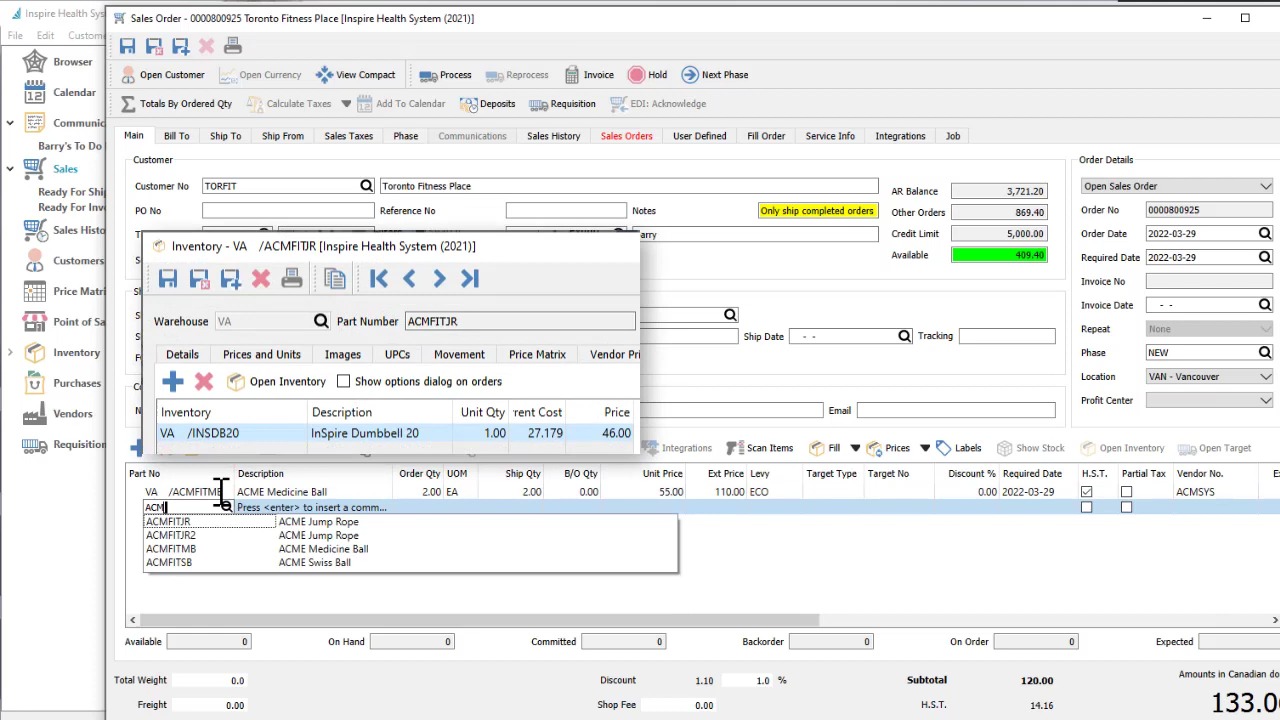 Inspire Health Sy
Sales Order - 0000800925 Toronto Fitness Place [Inspire Health System (2021)]
File Edit Custome
Browser
Calendar
Communic
Barry's To Do
Sales
Ready For Ship
Ready For Invo
Sales Histo
Customers
Price Matri
Point of Sa
Inventory
Purchases
Vendors
Requisition
Open Customer Open Currency View Compact Process Reprocess Invoice Hold Next Phase
Totals By Ordered Qty Calculate Taxes Add To Calendar Deposits Requisition EDI: Acknowledge
Main Bill To Ship To Ship From Sales Taxes Phase Communications Sales History Sales Orders User Defined Fill Order Service Info Integrations Job
Customer
Customer No TORFIT Toronto Fitness Place
PO No Reference No Notes Only ship completed orders
arry
AR Balance 3,721.20
Other Orders 869.40
Credit Limit 5,000.00
Available 409.40
Order Details
Open Sales Order
Order No 0000800925
Order Date 2022-03-29
Required Date 2022-03-29
Invoice No
Invoice Date - -
Repeat None
Phase NEW
Location VAN - Vancouver
Profit Center
Inventory - VA /ACMFITJR [Inspire Health System (2021)]
Warehouse VA Part Number ACMFITJR
Details Prices and Units Images UPCs Movement Price Matrix Vendor Pri
Open Inventory Show options dialog on orders
Inventory Description Unit Qty rrent Cost Price
VA /INSDB20 InSpire Dumbbell 20 1.00 27.179 46.00
Ship Date - - Tracking
Email
Integrations Scan Items Fill Prices Labels Show Stock Open Inventory Open Target
Part No Description Order Qty UOM Ship Qty B/O Qty Unit Price Ext Price Levy Target Type Target No Discount % Required Date H.S.T. Partial Tax Vendor No. E
VA /ACMFITMB ACME Medicine Ball 2.00 EA 2.00 0.00 55.00 110.00 ECO 0.00 2022-03-29 ACMSYS
ACM Press <enter> to insert a comm...
ACMFITJR ACME Jump Rope
ACMFITJR2 ACME Jump Rope
ACMFITMB ACME Medicine Ball
ACMFITSB ACME Swiss Ball
Available 0 On Hand 0 Committed 0 Backorder 0 On Order 0 Expected
Total Weight 0.0 Discount 1.10 1.0 % Subtotal 120.00
Amounts in Canadian do
Freight 0.00 Shop Fee 0.00 H.S.T. 14.16
133.0